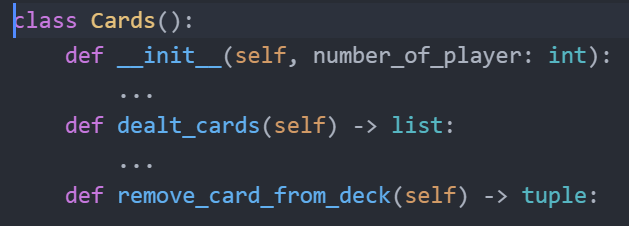 class Cards():
    def __init__(self, number_of_player: int):
        ...
    def dealt_cards(self) -> list:
        ...
    def remove_card_from_deck(self) -> tuple: